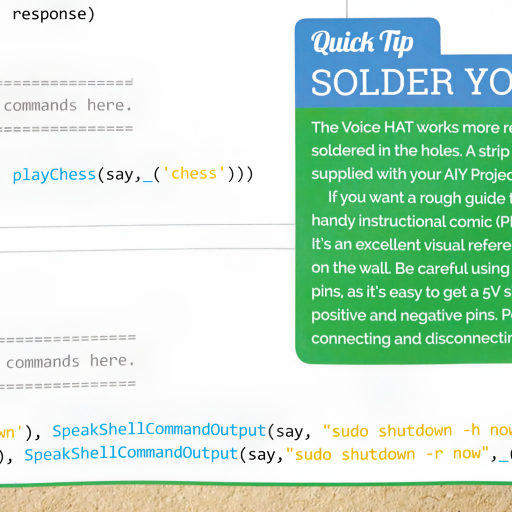 response)
=================
commands here.
=================
playChess(say,_('chess')))
=================
commands here.
=================
wn'), SpeakShellCommandOutput(say, "sudo shutdown -h now
), SpeakShellCommandOutput(say,"sudo shutdown -r now",_(
Quick Tip
SOLDER YO
The Voice HAT works more re
soldered in the holes. A strip
supplied with your AIY Projec
If you want a rough guide t
handy instructional comic (P
It's an excellent visual refere
on the wall. Be careful using
pins, as it's easy to get a 5V s
positive and negative pins. P
connecting and disconnectin